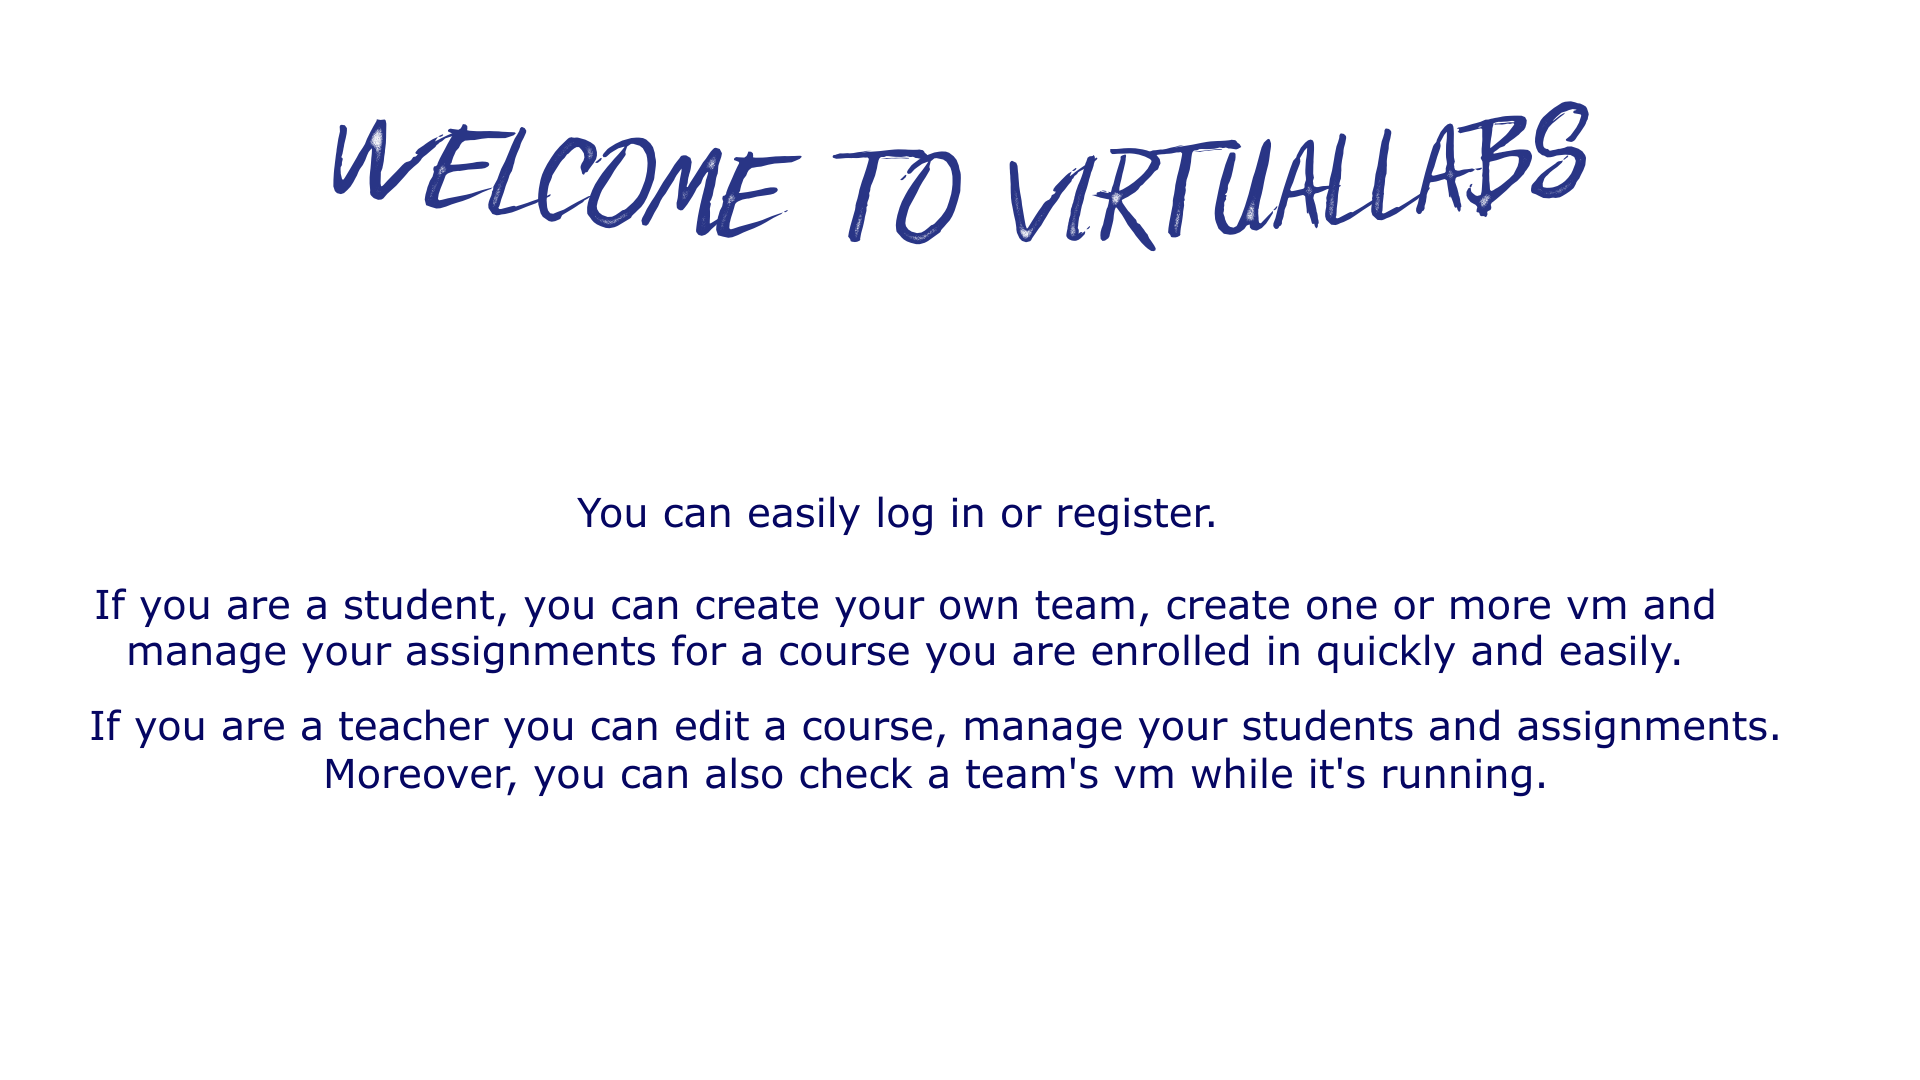 WELCOME TO VIRTUALLABS
You can easily log in or register.
If you are a student, you can create your own team, create one or more vm and
manage your assignments for a course you are enrolled in quickly and easily.
If you are a teacher you can edit a course, manage your students and assignments.
Moreover, you can also check a team's vm while it's running.